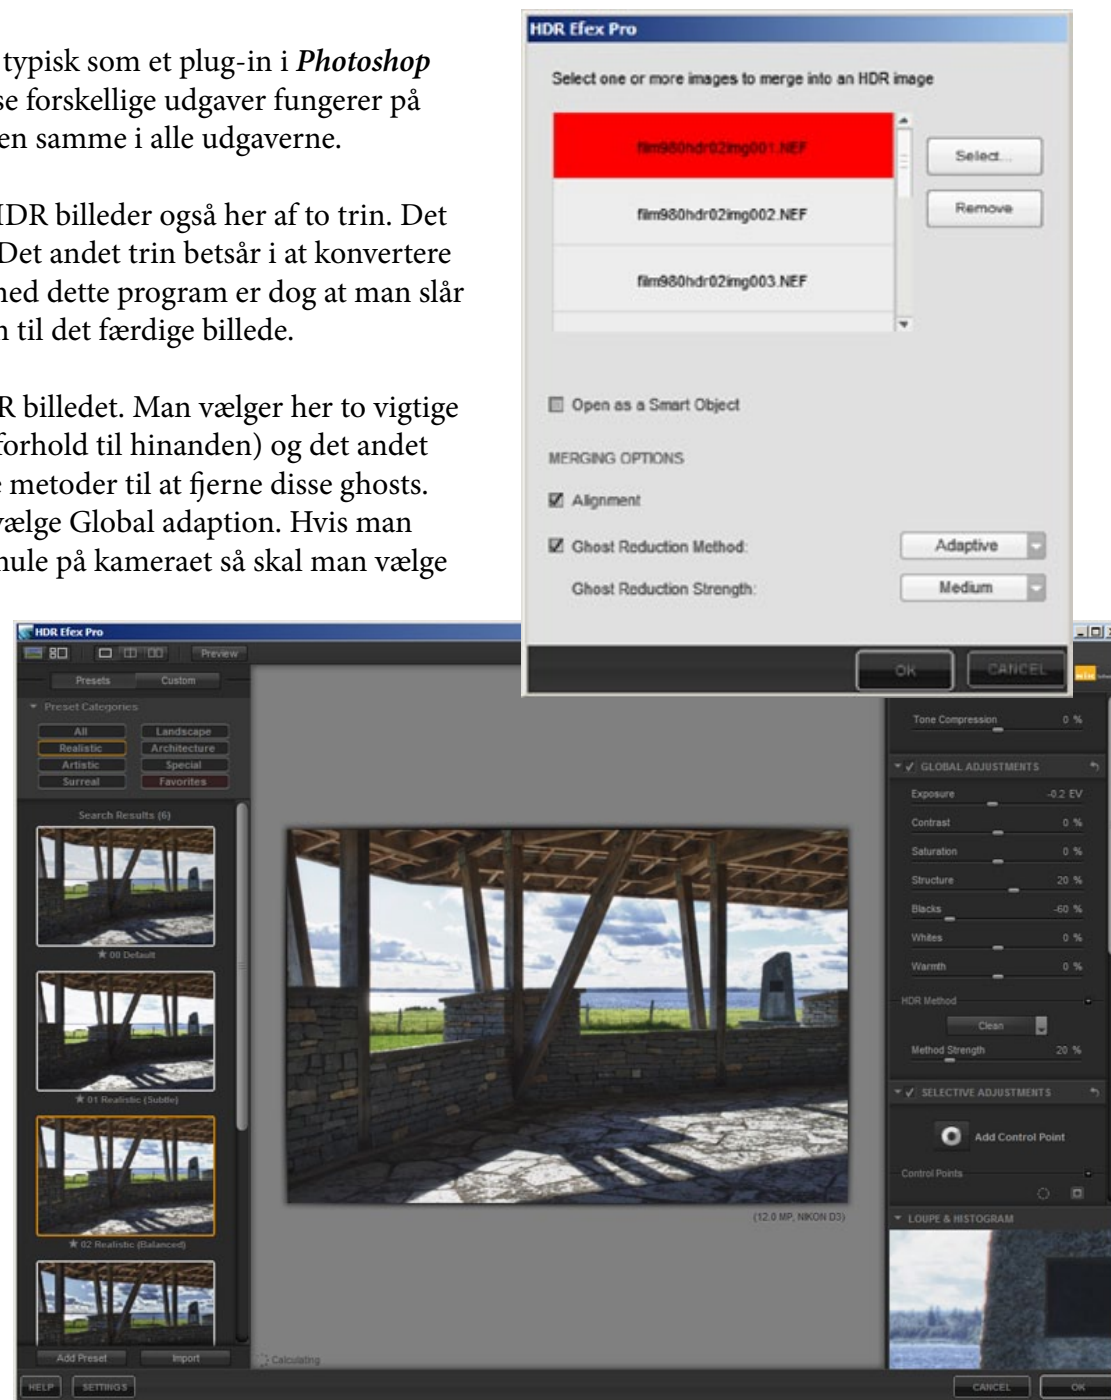 typisk som et plug-in i Photoshop
se forskellige udgaver fungerer på
en samme i alle udgaverne.
HDR billeder også her af to trin. Det
Det andet trin betsår i at konvertere
med dette program er dog at man slår
til det færdige billede.
R billedet. Man vælger her to vigtige
forhold til hinanden) og det andet
e metoder til at fjerne disse ghosts.
vælge Global adaption. Hvis man
mule på kameraet så skal man vælge
HDR Efex Pro
Select one or more images to merge into an HDR image
film980hdr02img001.NEF
film980hdr02img002.NEF
film980hdr02img003.NEF
Select...
Remove
Open as a Smart Object
MERGING OPTIONS
Alignment
Ghost Reduction Method: Adaptive
Ghost Reduction Strength: Medium
OK CANCEL
HDR Efex Pro
Preview
Presets Custom
Preset Categories
All Landscape
Realistic Architecture
Artistic Special
Surreal Favorites
Search Results (6)
★ 00 Default
★ 01 Realistic (Subtle)
★ 02 Realistic (Balanced)
Add Preset Import
HELP SETTINGS
Calculating
(12.0 MP, NIKON D3)
Tone Compression 0 %
GLOBAL ADJUSTMENTS
Exposure -0.2 EV
Contrast 0 %
Saturation 0 %
Structure 20 %
Blacks -60 %
Whites 0 %
Warmth 0 %
HDR Method
Clean
Method Strength 20 %
SELECTIVE ADJUSTMENTS
Add Control Point
Control Points
LOUPE & HISTOGRAM
CANCEL OK